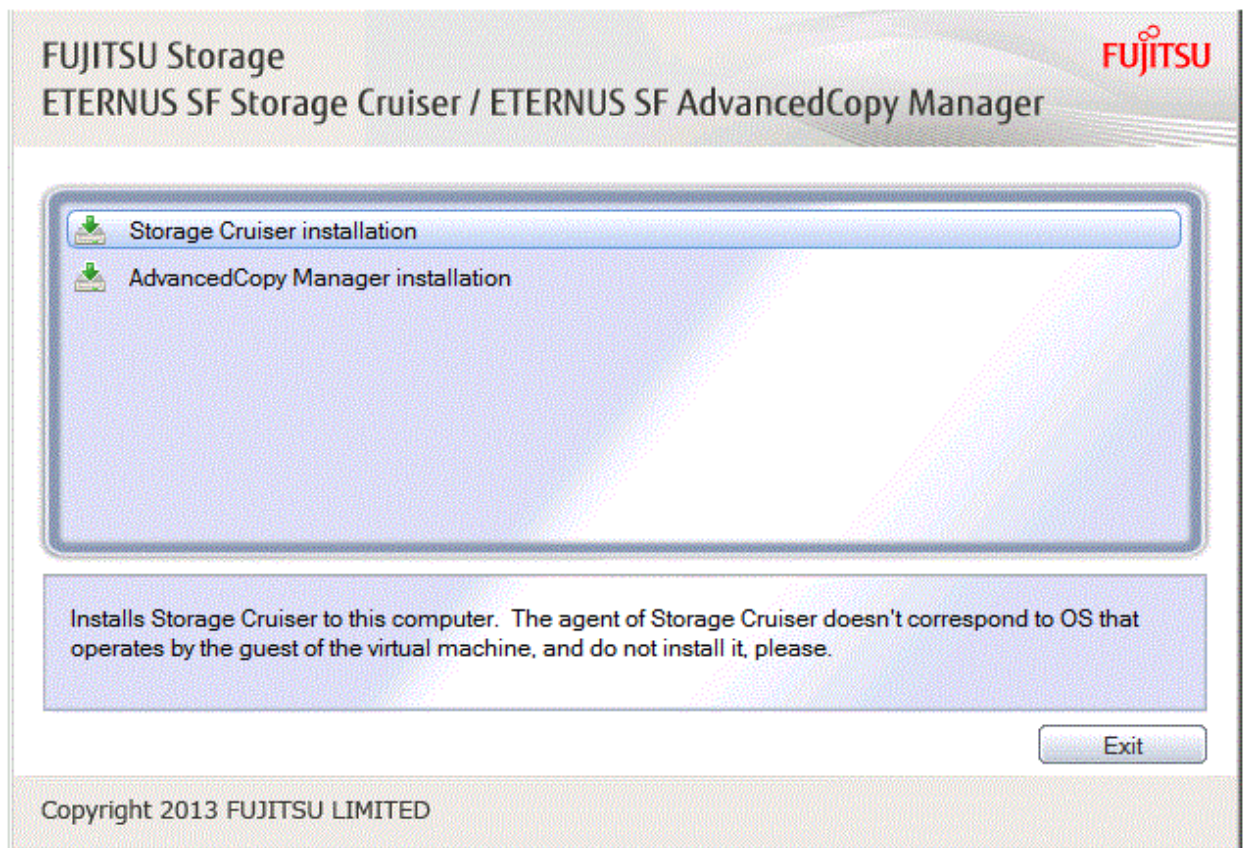 FUJITSU Storage
FUJITSU
ETERNUS SF Storage Cruiser / ETERNUS SF AdvancedCopy Manager
Storage Cruiser installation
AdvancedCopy Manager installation
Installs Storage Cruiser to this computer.  The agent of Storage Cruiser doesn't correspond to OS that
operates by the guest of the virtual machine, and do not install it, please.
Exit
Copyright 2013 FUJITSU LIMITED